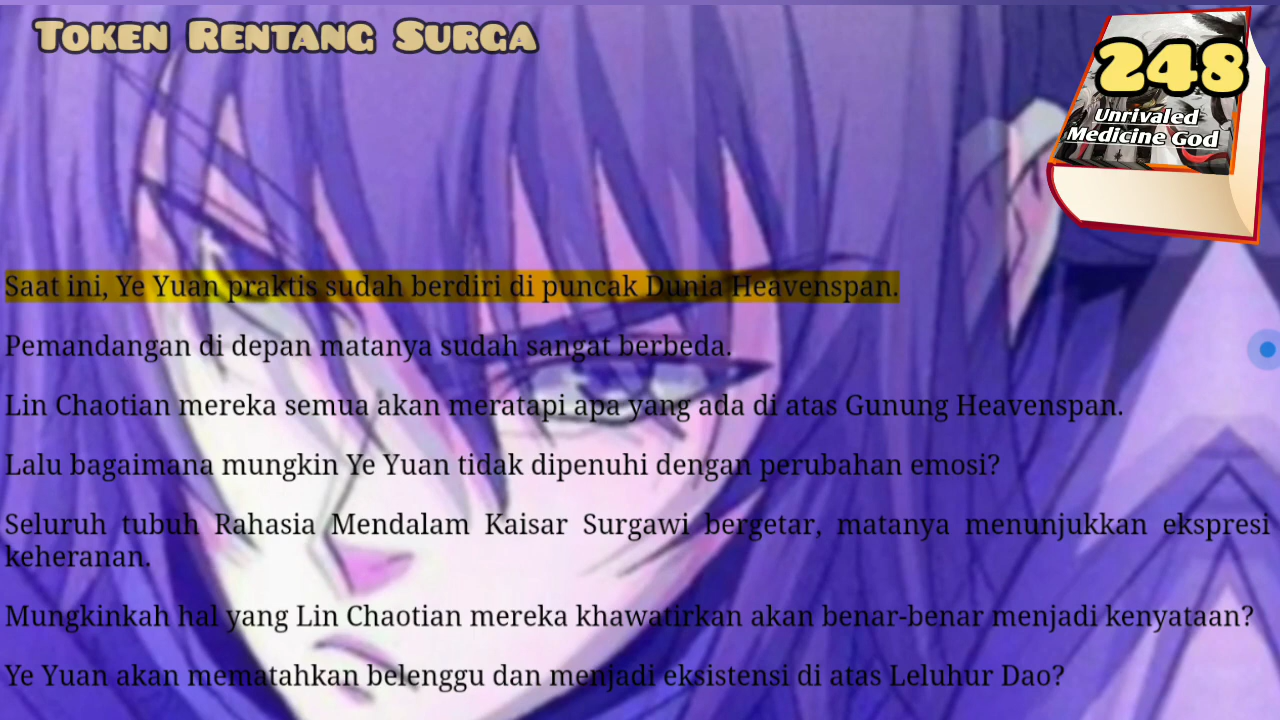 Token Rentang Surga
248
Unrivaled
Medicine God
Saat ini, Ye Yuan praktis sudah berdiri di puncak Dunia Heavenspan.
Pemandangan di depan matanya sudah sangat berbeda.
Lin Chaotian mereka semua akan meratapi apa yang ada di atas Gunung Heavenspan.
Lalu bagaimana mungkin Ye Yuan tidak dipenuhi dengan perubahan emosi?
Seluruh tubuh Rahasia Mendalam Kaisar Surgawi bergetar, matanya menunjukkan ekspresi
keheranan.
Mungkinkah hal yang Lin Chaotian mereka khawatirkan akan benar-benar menjadi kenyataan?
Ye Yuan akan mematahkan belenggu dan menjadi eksistensi di atas Leluhur Dao?